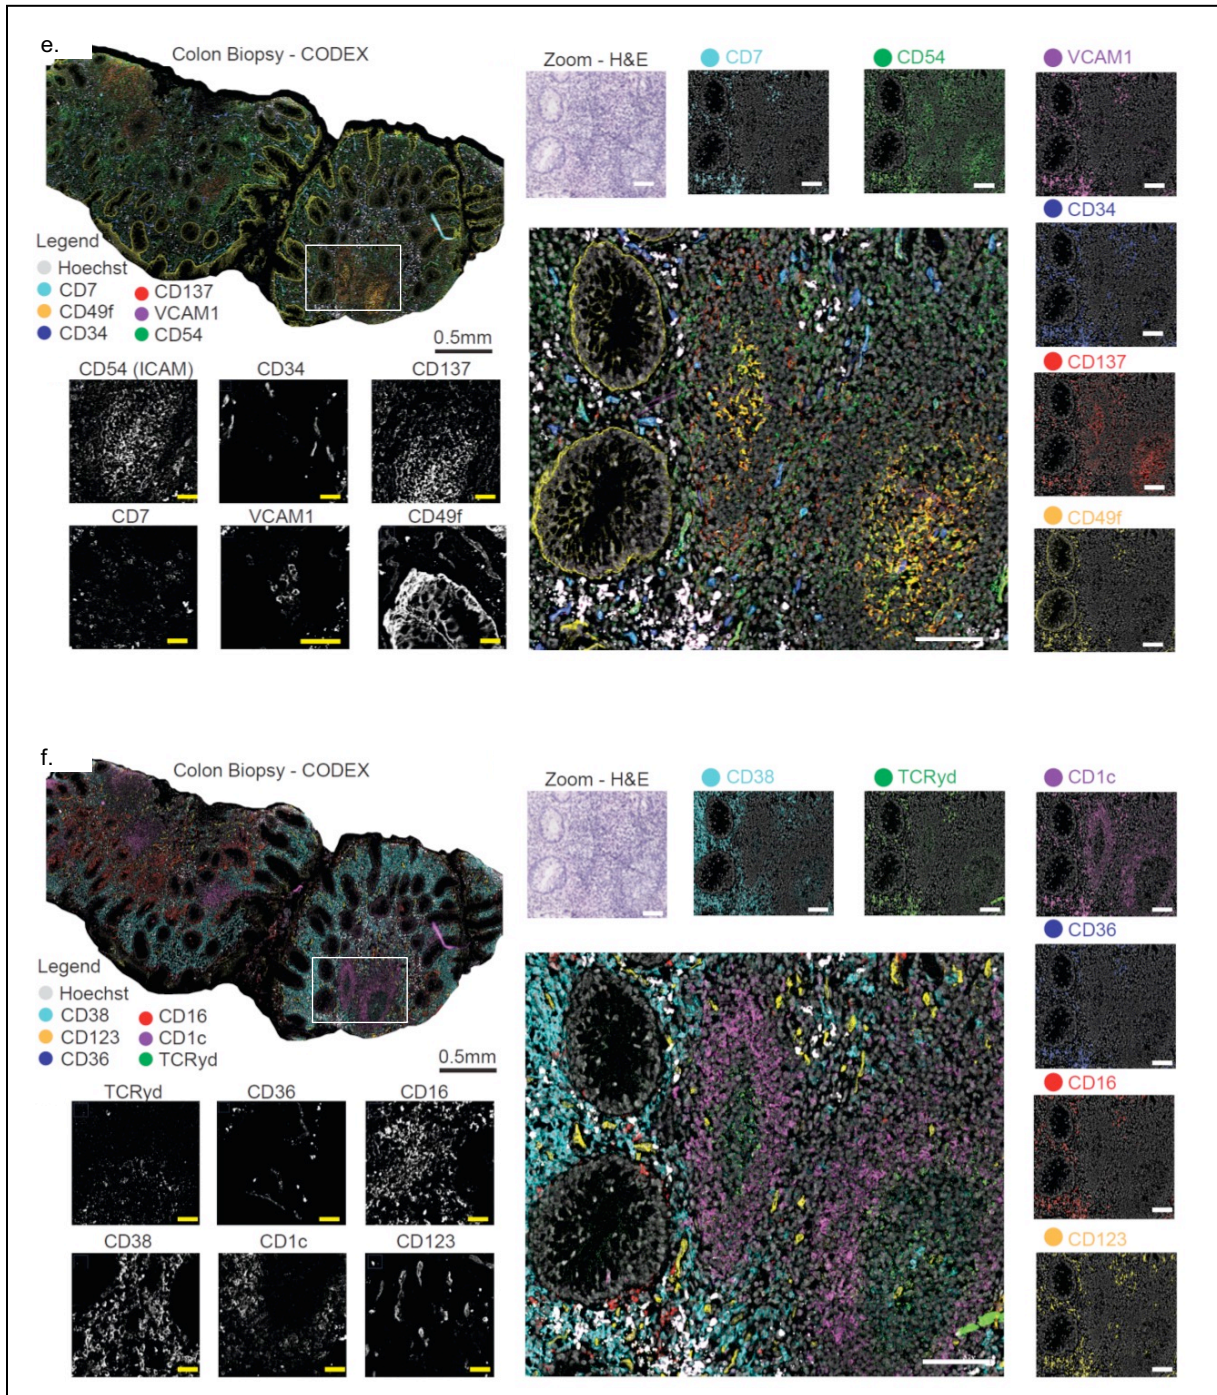 e.
Colon Biopsy - CODEX
Zoom - H&E
CD7
CD54
VCAM1
CD34
CD137
CD49f
Legend
Hoechst
CD7
CD49f
CD34
CD137
VCAM1
CD54
0.5mm
CD54 (ICAM)
CD34
CD137
CD7
VCAM1
CD49f
f.
Colon Biopsy - CODEX
Zoom - H&E
CD38
TCRyd
CD1c
CD36
CD16
CD123
Legend
Hoechst
CD38
CD123
CD36
CD16
CD1c
TCRyd
0.5mm
TCRyd
CD36
CD16
CD38
CD1c
CD123